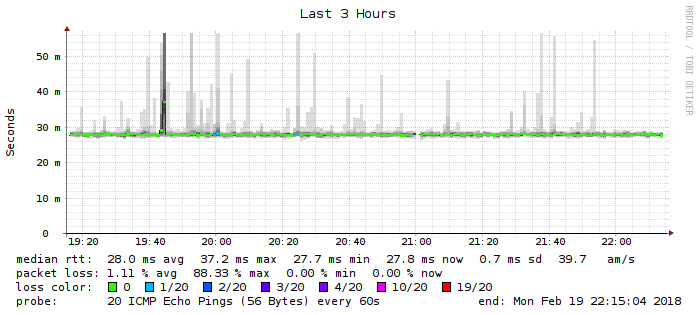 Last 3 Hours
RRDTOOL / TOBI OETIKER
Seconds
50 m
40 m
30 m
20 m
10 m
0
19:20 19:40 20:00 20:20 20:40 21:00 21:20 21:40 22:00
median rtt: 28.0 ms avg 37.2 ms max 27.7 ms min 27.8 ms now 0.7 ms sd 39.7 am/s
packet loss: 1.11 % avg 88.33 % max 0.00 % min 0.00 % now
loss color: 0 1/20 2/20 3/20 4/20 10/20 19/20
probe: 20 ICMP Echo Pings (56 Bytes) every 60s end: Mon Feb 19 22:15:04 2018